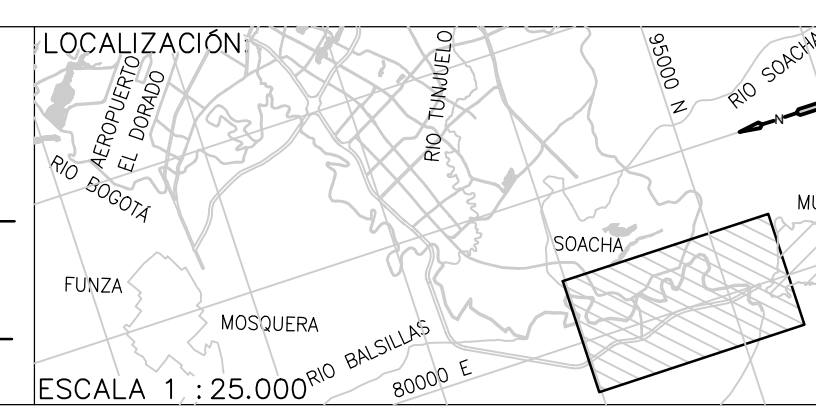 LOCALIZACIÓN:
AEROPUERTO
EL DORADO
RIO BOGOTÁ
RIO TUNJUELO
95000 N
RIO SOACHA
N
MU
SOACHA
FUNZA
MOSQUERA
RIO BALSILLAS
80000 E
ESCALA 1 : 25.000